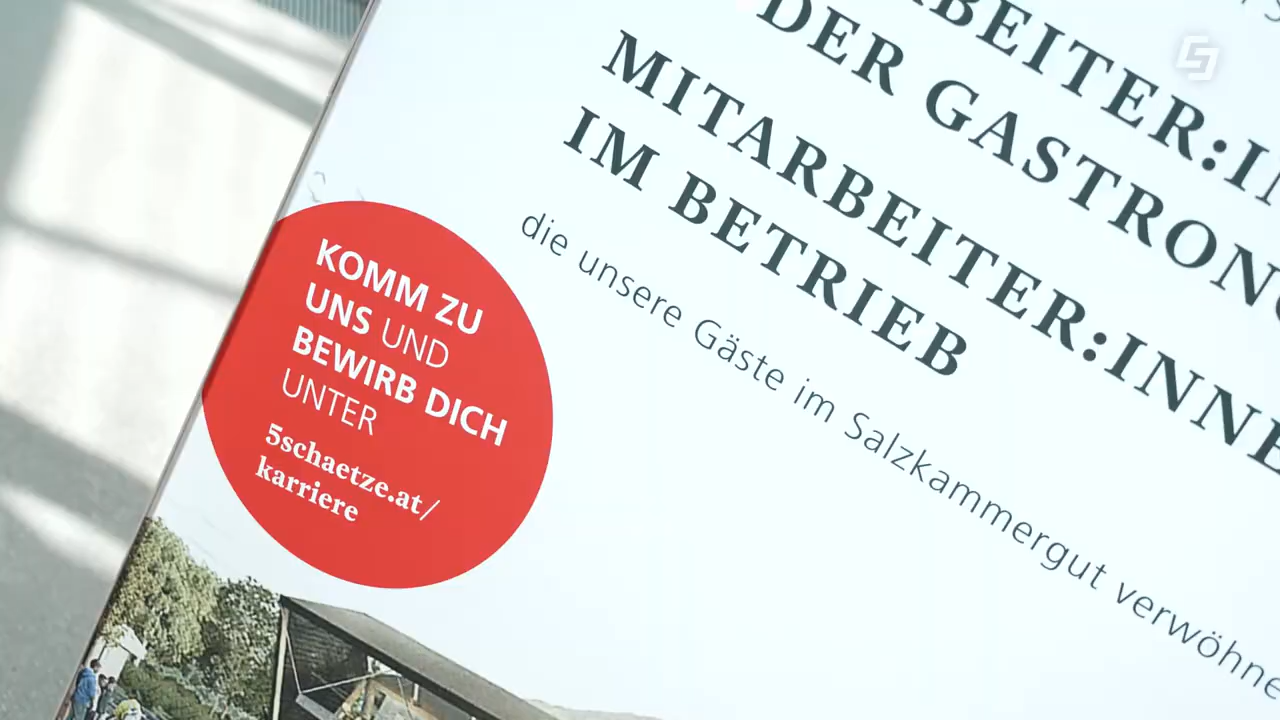 DER GASTRON
MITARBEITER:INNE
IM BETRIEB
die unsere Gäste im Salzkammergut verwöhne
KOMM ZU
UNS UND
BEWIRB DICH
UNTER
5schaetze.at/
karriere